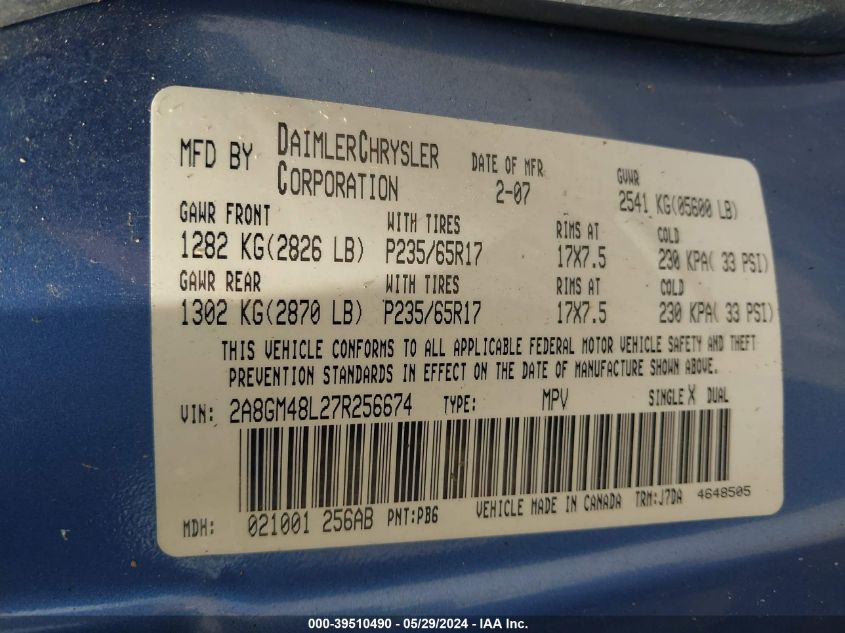 MFD BY DAIMLERCHRYSLER CORPORATION DATE OF MFR 2-07 GVWR 2541 KG(05600 LB)
GAWR FRONT WITH TIRES RIMS AT COLD
1282 KG(2826 LB) P235/65R17 17X7.5 230 KPA( 33 PSI)
GAWR REAR WITH TIRES RIMS AT COLD
1302 KG(2870 LB) P235/65R17 17X7.5 230 KPA( 33 PSI)
THIS VEHICLE CONFORMS TO ALL APPLICABLE FEDERAL MOTOR VEHICLE SAFETY AND THEFT
PREVENTION STANDARDS IN EFFECT ON THE DATE OF MANUFACTURE SHOWN ABOVE.
VIN: 2A8GM48L27R256674 TYPE: MPV SINGLE X DUAL
MDH: 021001 256AB PNT:PB6 VEHICLE MADE IN CANADA TRM:J7DA 4648505
000-39510490 - 05/29/2024 - IAA Inc.